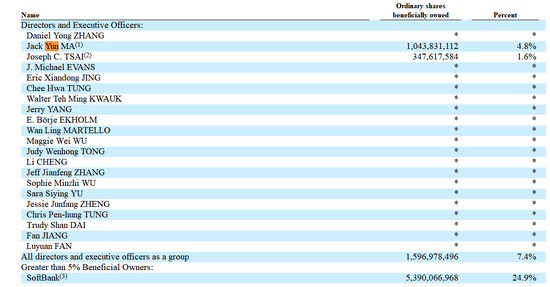 Ordinary shares
Name beneficially owned Percent
Directors and Executive Officers:
Daniel Yong ZHANG * *
Jack Yun MA(1) 1,043,831,112 4.8%
Joseph C. TSAI(2) 347,617,584 1.6%
J. Michael EVANS * *
Eric Xiandong JING * *
Chee Hwa TUNG * *
Walter Teh Ming KWAUK * *
Jerry YANG * *
E. Börje EKHOLM * *
Wan Ling MARTELLO * *
Maggie Wei WU * *
Judy Wenhong TONG * *
Li CHENG * *
Jeff Jianfeng ZHANG * *
Sophie Minzhi WU * *
Sara Siying YU * *
Jessie Junfang ZHENG * *
Chris Pen-hung TUNG * *
Trudy Shan DAI * *
Fan JIANG * *
Luyuan FAN * *
All directors and executive officers as a group 1,596,978,496 7.4%
Greater than 5% Beneficial Owners:
SoftBank(3) 5,390,066,968 24.9%